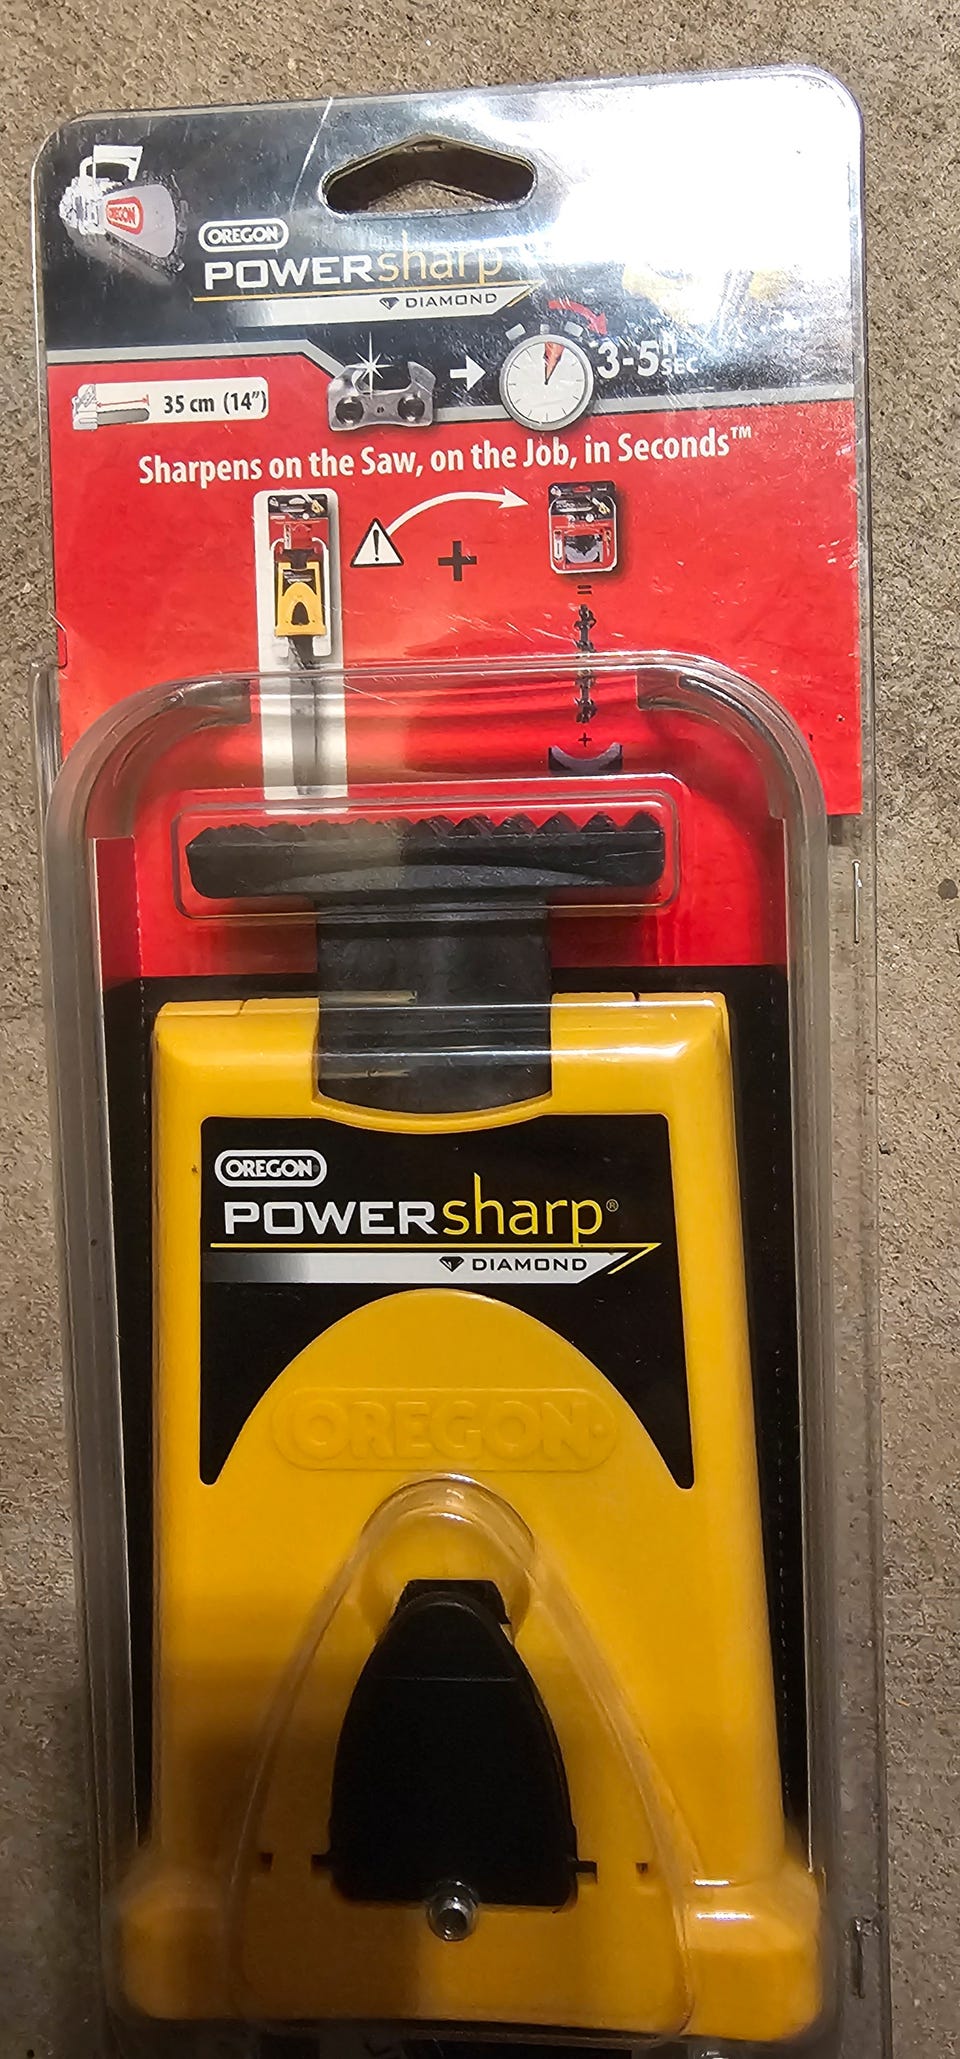 OREGON
OREGON
POWERsharp
DIAMOND
3-5 SEC
35 cm (14")
Sharpens on the Saw, on the Job, in Seconds™
+
=
+
OREGON
POWERsharp®
DIAMOND
OREGON